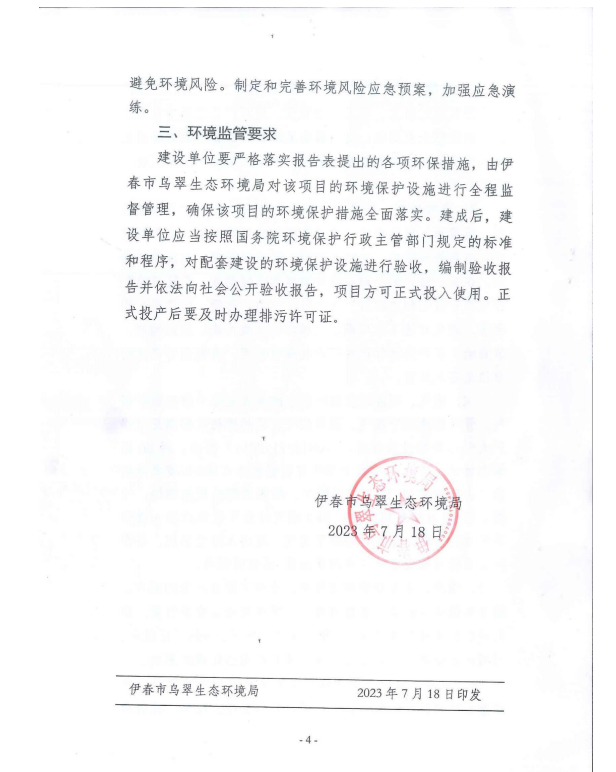 避免环境风险。制定和完善环境风险应急预案，加强应急演
练。
三、环境监管要求
建设单位要严格落实报告表提出的各项环保措施，由伊
春市乌翠生态环境局对该项目的环境保护设施进行全程监
督管理，确保该项目的环境保护措施全面落实。建成后，建
设单位应当按照国务院环境保护行政主管部门规定的标准
和程序，对配套建设的环境保护设施进行验收，编制验收报
告并依法向社会公开验收报告，项目方可正式投入使用。正
式投产后要及时办理排污许可证。
伊春市乌翠生态环境局
伊春市乌翠生态环境局
2023 年 7 月 18 日
伊春市乌翠生态环境局 2023 年 7 月 18 日印发
- 4 -